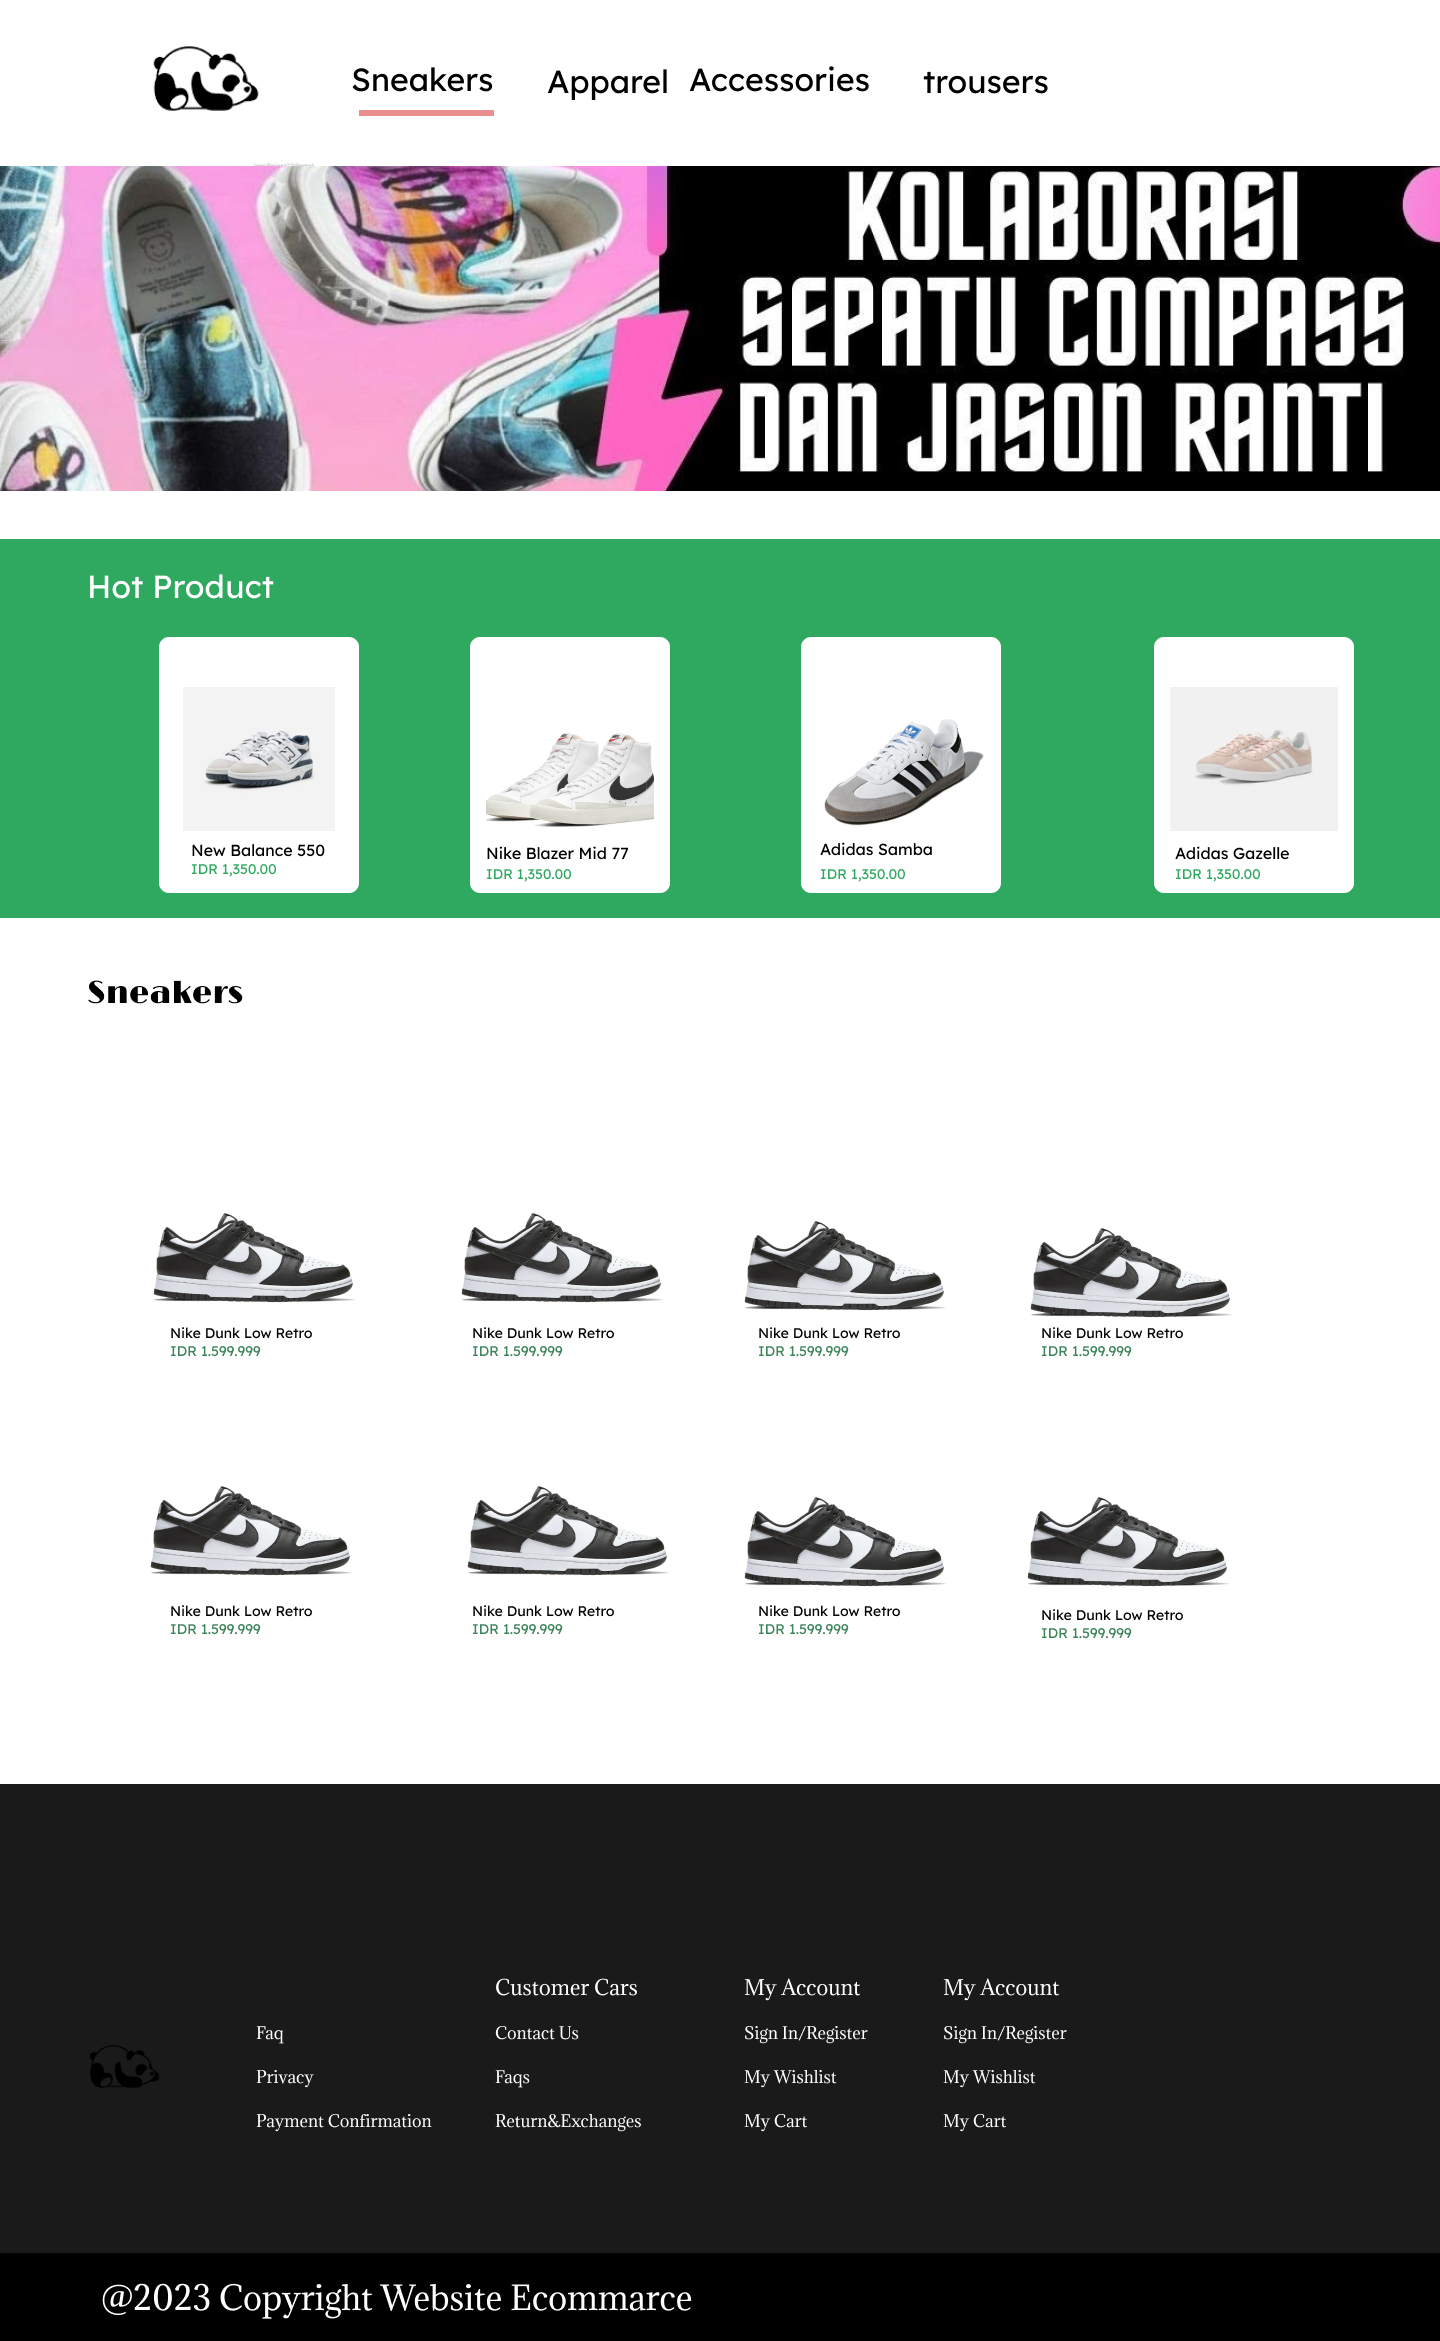 Sneakers
Apparel
Accessories
trousers
KOLABORASI
SEPATU COMPASS
DAN JASON RANTI
Hot Product
New Balance 550
IDR 1,350.00
Nike Blazer Mid 77
IDR 1,350.00
Adidas Samba
IDR 1,350.00
Adidas Gazelle
IDR 1,350.00
Sneakers
Nike Dunk Low Retro
IDR 1.599.999
Nike Dunk Low Retro
IDR 1.599.999
Nike Dunk Low Retro
IDR 1.599.999
Nike Dunk Low Retro
IDR 1.599.999
Nike Dunk Low Retro
IDR 1.599.999
Nike Dunk Low Retro
IDR 1.599.999
Nike Dunk Low Retro
IDR 1.599.999
Nike Dunk Low Retro
IDR 1.599.999
Faq
Privacy
Payment Confirmation
Customer Cars
Contact Us
Faqs
Return&Exchanges
My Account
Sign In/Register
My Wishlist
My Cart
My Account
Sign In/Register
My Wishlist
My Cart
@2023 Copyright Website Ecommarce